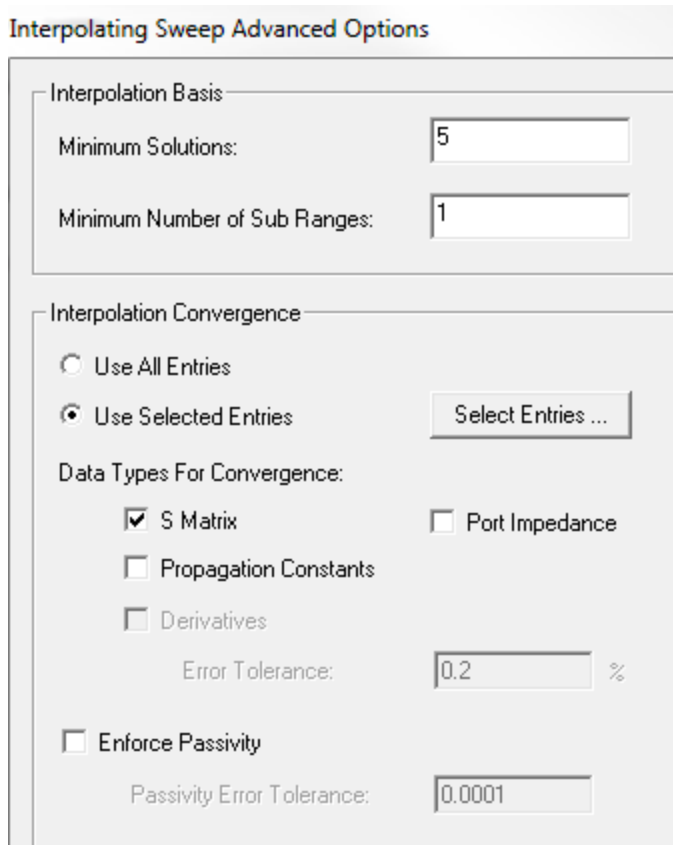 Interpolating Sweep Advanced Options
Interpolation Basis
Minimum Solutions: 5
Minimum Number of Sub Ranges: 1
Interpolation Convergence
Use All Entries
Use Selected Entries Select Entries ...
Data Types For Convergence:
S Matrix Port Impedance
Propagation Constants
Derivatives
Error Tolerance: 0.2 %
Enforce Passivity
Passivity Error Tolerance: 0.0001